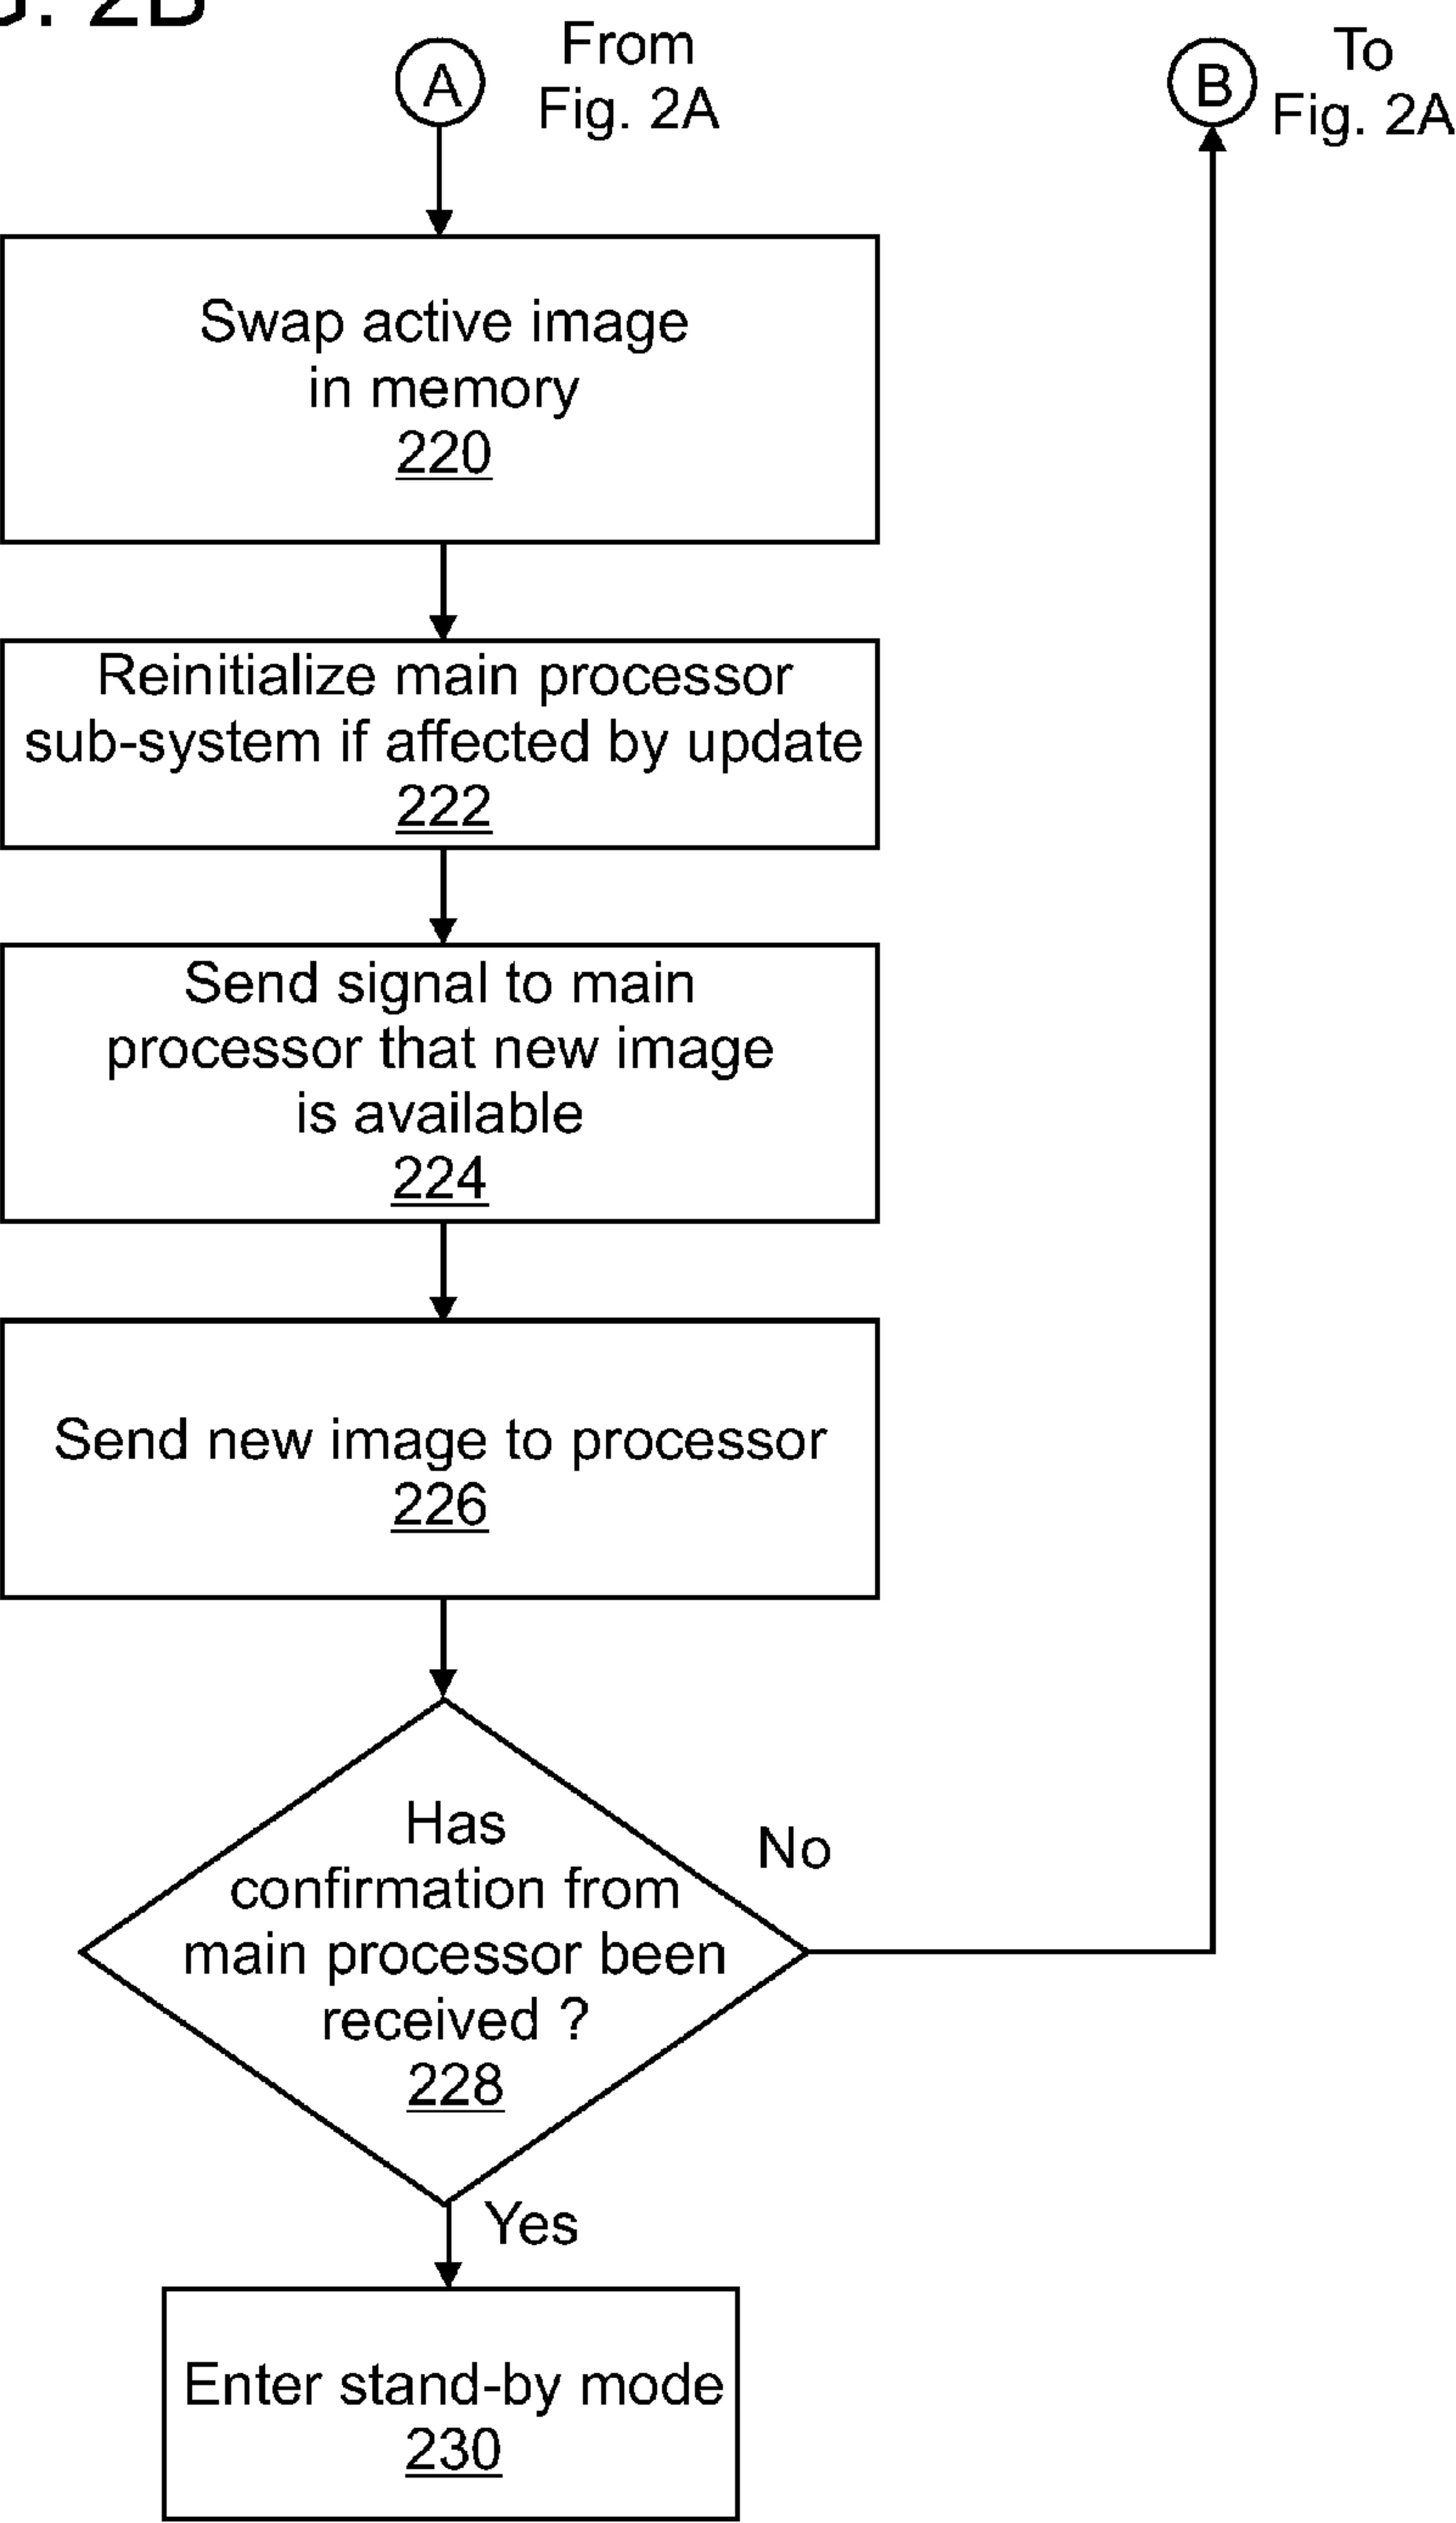 2B
A
From
Fig. 2A
B
To
Fig. 2A
Swap active image
in memory
220
Reinitialize main processor
sub-system if affected by update
222
Send signal to main
processor that new image
is available
224
Send new image to processor
226
Has
confirmation from
main processor been
received ?
228
No
Yes
Enter stand-by mode
230